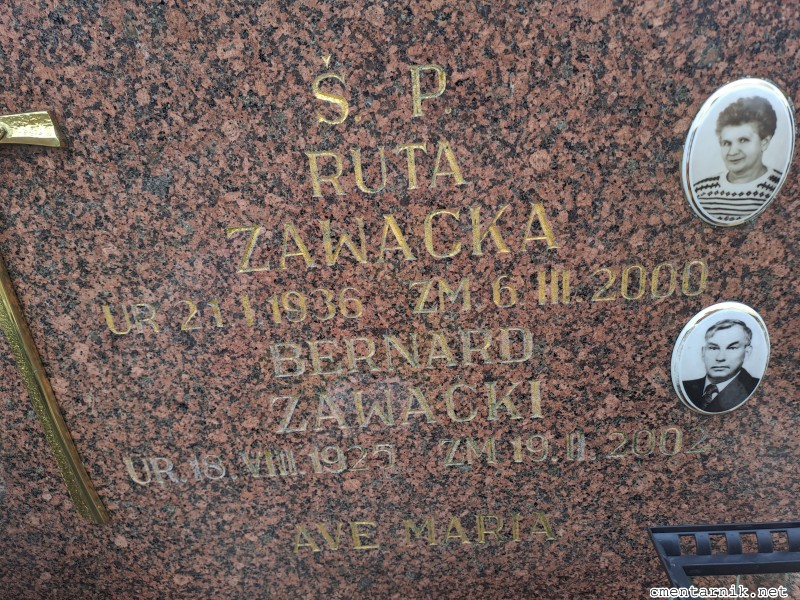 Ś. P.
RUTA
ZAWACKA
UR 21 I 1936 ZM. 6. III. 2000
BERNARD
ZAWACKI
UR. 18. VIII 1925 ZM. 19. II 2002
AVE MARIA
cmentarnik.net